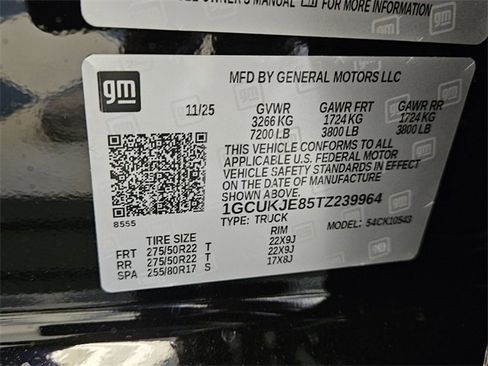 OWNER'S MANUAL FOR MORE INFORMATION
gm
MFD BY GENERAL MOTORS LLC
11/25 GVWR GAWR FRT GAWR RR
3266 KG 1724 KG 1724 KG
7200 LB 3800 LB 3800 LB
THIS VEHICLE CONFORMS TO ALL
APPLICABLE U.S. FEDERAL MOTOR
VEHICLE SAFETY STANDARDS IN EFFECT
ON THE DATE OF MANUFACTURE
SHOWN ABOVE.
1GCUKJE85TZ239964
8555
TYPE: TRUCK 54CK10543
TIRE SIZE RIM
FRT 275/50R22 T 22X9J
RR 275/50R22 T 22X9J
SPA 255/80R17 S 17X8J